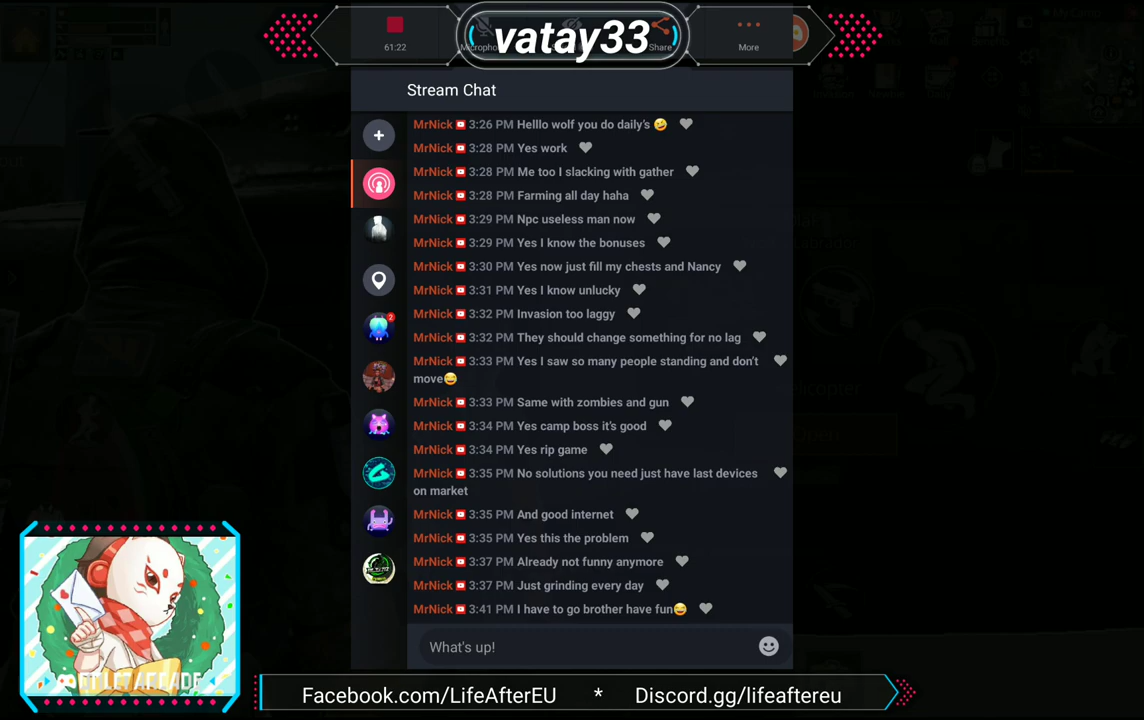 vatay33
61:22
Share
More
Stream Chat
MrNick 3:26 PM Helllo wolf you do daily's 🤣
MrNick 3:28 PM Yes work
MrNick 3:28 PM Me too I slacking with gather
MrNick 3:28 PM Farming all day haha
MrNick 3:29 PM Npc useless man now
MrNick 3:29 PM Yes I know the bonuses
MrNick 3:30 PM Yes now just fill my chests and Nancy
MrNick 3:31 PM Yes I know unlucky
MrNick 3:32 PM Invasion too laggy
MrNick 3:32 PM They should change something for no lag
MrNick 3:33 PM Yes I saw so many people standing and don't
move😅
MrNick 3:33 PM Same with zombies and gun
MrNick 3:34 PM Yes camp boss it's good
MrNick 3:34 PM Yes rip game
MrNick 3:35 PM No solutions you need just have last devices
on market
MrNick 3:35 PM And good internet
MrNick 3:35 PM Yes this the problem
MrNick 3:37 PM Already not funny anymore
MrNick 3:37 PM Just grinding every day
MrNick 3:41 PM I have to go brother have fun😅
2
What's up!
Facebook.com/LifeAfterEU * Discord.gg/lifeaftereu